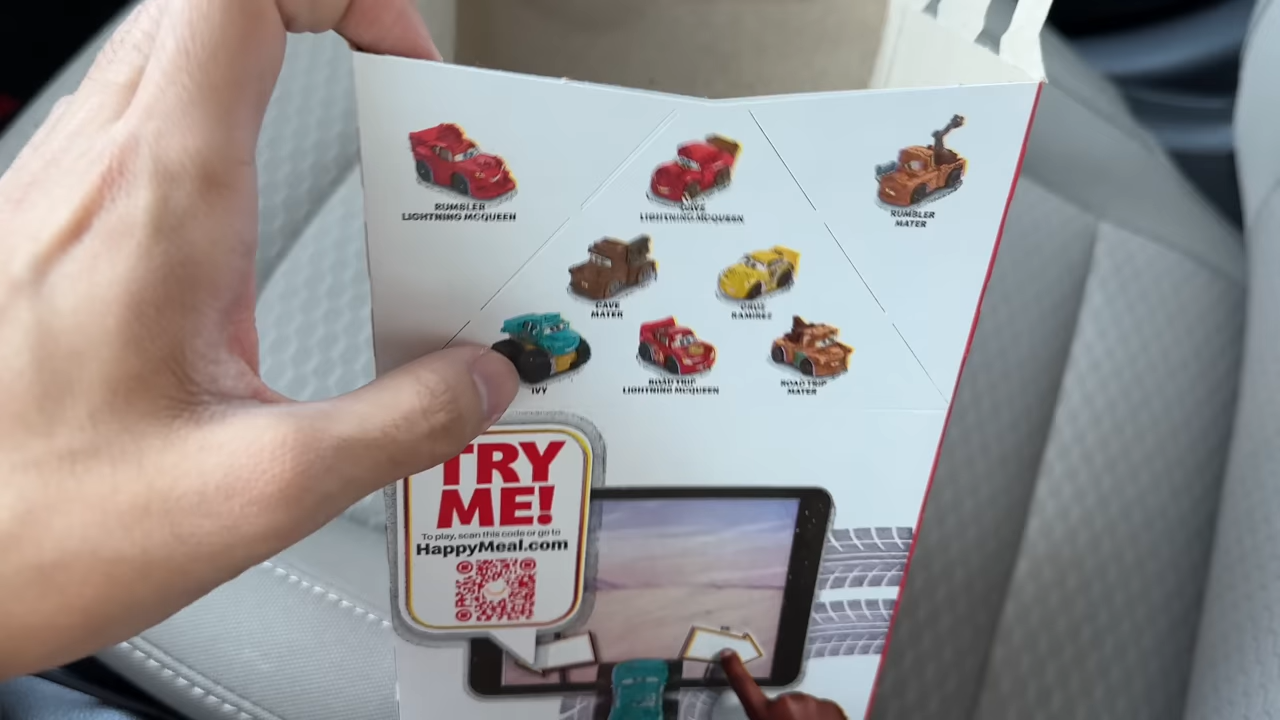 RUMBLER
LIGHTNING MCQUEEN
CAVE
LIGHTNING MCQUEEN
RUMBLER
MATER
CAVE
MATER
CRUZ
RAMIREZ
IVY
ROAD TRIP
LIGHTNING MCQUEEN
ROAD TRIP
MATER
TRY
ME!
To play, scan this code or go to
HappyMeal.com